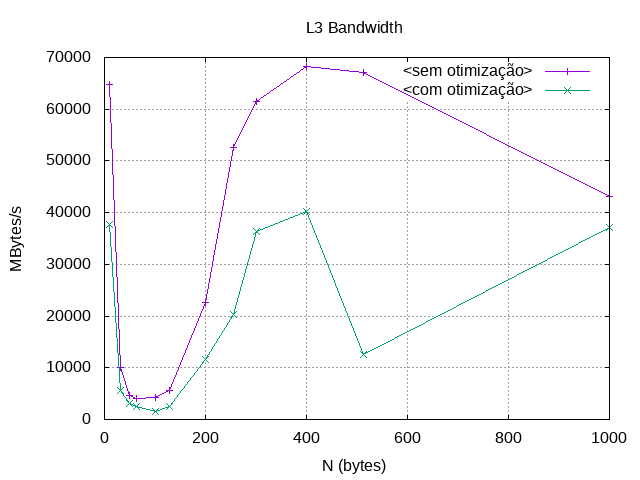 L3 Bandwidth
70000
60000
50000
40000
30000
20000
10000
0
MBytes/s
<sem otimização>
<com otimização>
0 200 400 600 800 1000
N (bytes)